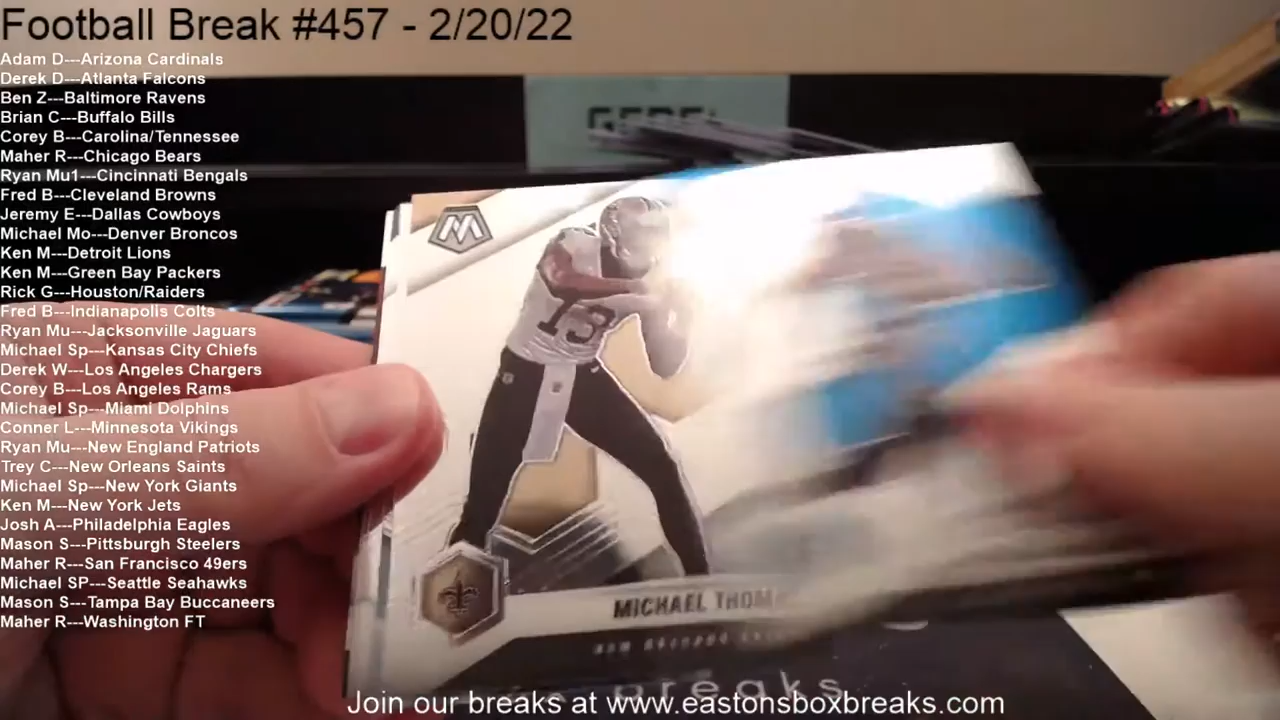 Football Break #457 - 2/20/22
Adam D---Arizona Cardinals
Derek D---Atlanta Falcons
Ben Z---Baltimore Ravens
Brian C---Buffalo Bills
Corey B---Carolina/Tennessee
Maher R---Chicago Bears
Ryan Mu1---Cincinnati Bengals
Fred B---Cleveland Browns
Jeremy E---Dallas Cowboys
Michael Mo---Denver Broncos
Ken M---Detroit Lions
Ken M---Green Bay Packers
Rick G---Houston/Raiders
Fred B---Indianapolis Colts
Ryan Mu---Jacksonville Jaguars
Michael Sp---Kansas City Chiefs
Derek W---Los Angeles Chargers
Corey B---Los Angeles Rams
Michael Sp---Miami Dolphins
Conner L---Minnesota Vikings
Ryan Mu---New England Patriots
Trey C---New Orleans Saints
Michael Sp---New York Giants
Ken M---New York Jets
Josh A---Philadelphia Eagles
Mason S---Pittsburgh Steelers
Maher R---San Francisco 49ers
Michael SP---Seattle Seahawks
Mason S---Tampa Bay Buccaneers
Maher R---Washington FT
M
13
MICHAEL THOM
breaks
Join our breaks at www.eastonsboxbreaks.com